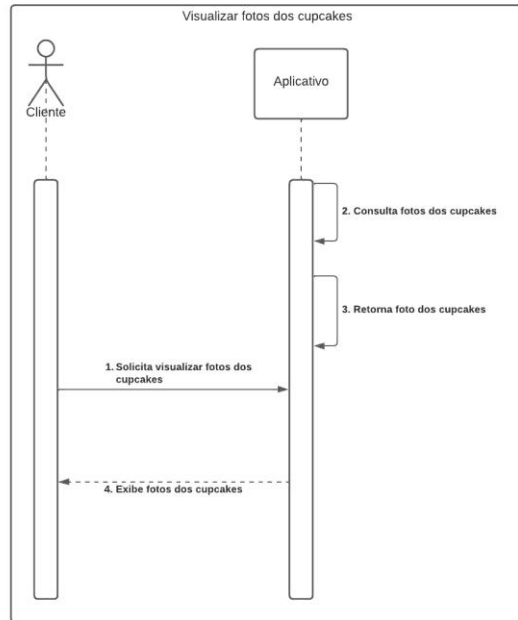 Visualizar fotos dos cupcakes
Cliente
Aplicativo
2. Consulta fotos dos cupcakes
3. Retorna foto dos cupcakes
1. Solicita visualizar fotos dos
cupcakes
4. Exibe fotos dos cupcakes